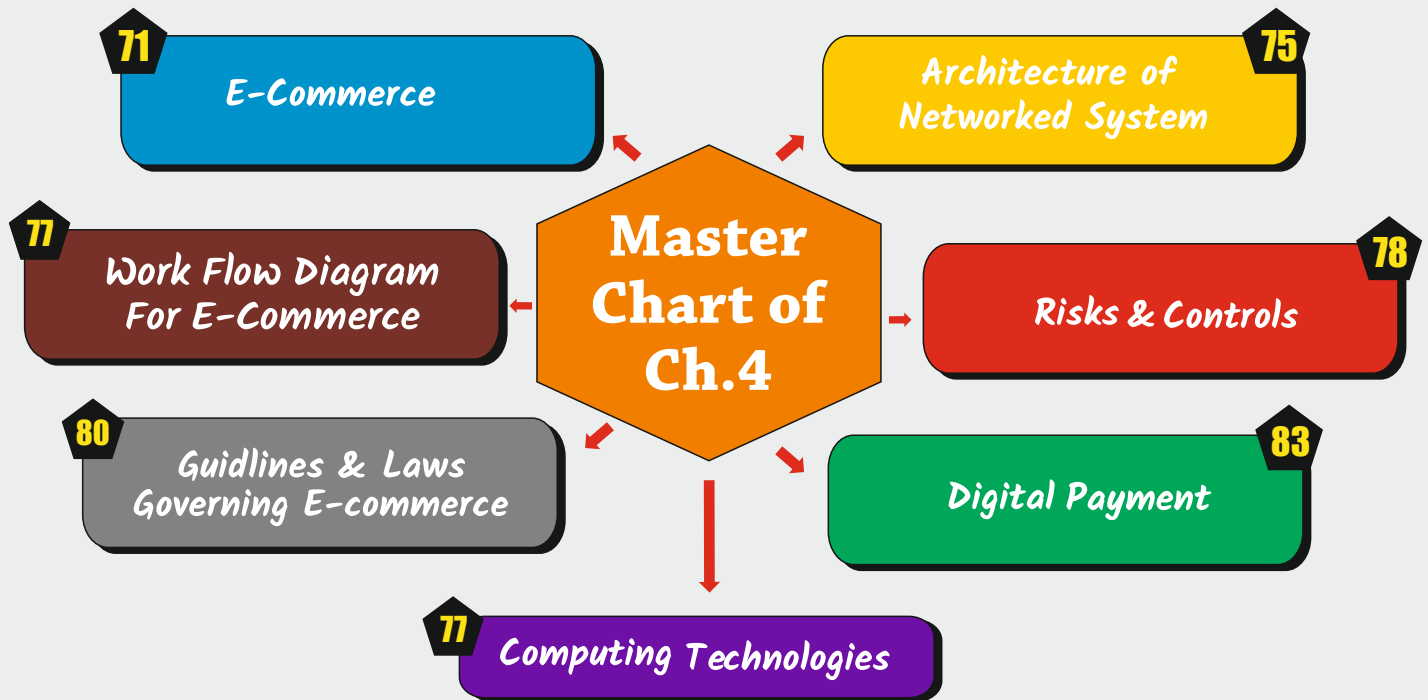 71
E-Commerce
75
Architecture of
Networked System
77
Work Flow Diagram
For E-Commerce
Master
Chart of
Ch.4
78
Risks & Controls
80
Guidlines & Laws
Governing E-commerce
83
Digital Payment
77
Computing Technologies